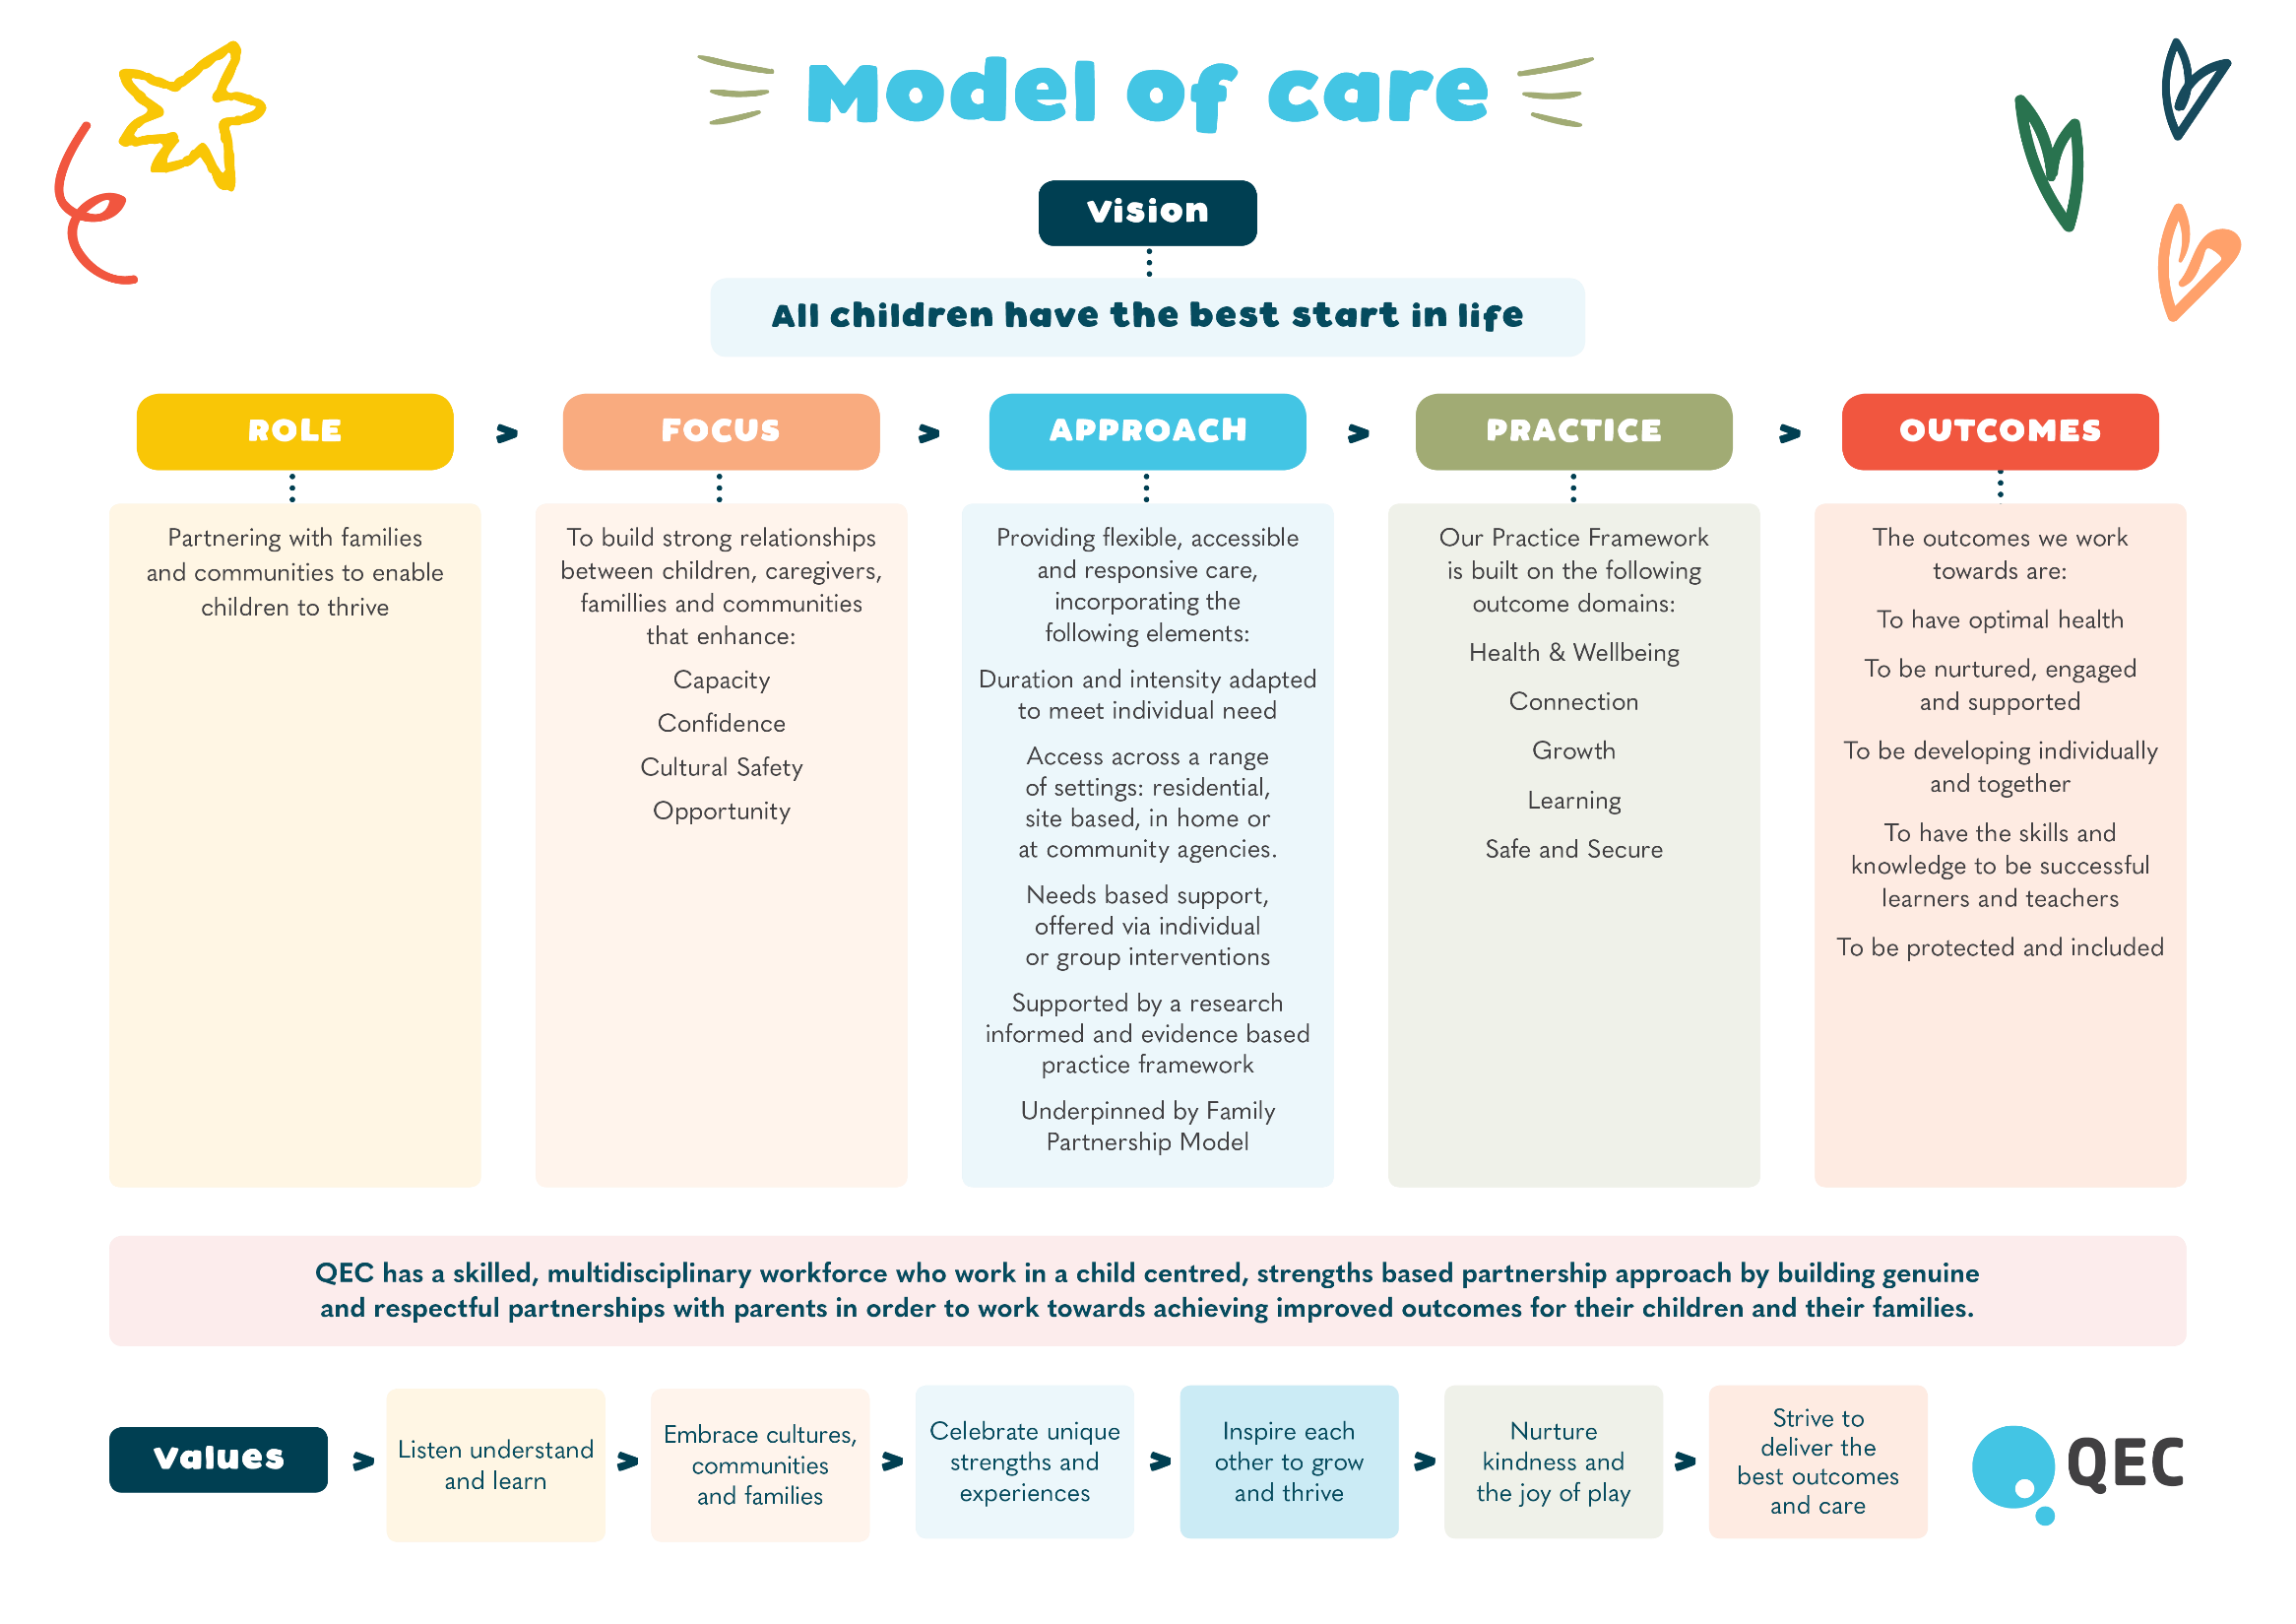 Model of care
Vision
All children have the best start in life
ROLE
>
FOCUS
>
APPROACH
>
PRACTICE
>
OUTCOMES
Partnering with families
and communities to enable
children to thrive
To build strong relationships
between children, caregivers,
famillies and communities
that enhance:
Capacity
Confidence
Cultural Safety
Opportunity
Providing flexible, accessible
and responsive care,
incorporating the
following elements:
Duration and intensity adapted
to meet individual need
Access across a range
of settings: residential,
site based, in home or
at community agencies.
Needs based support,
offered via individual
or group interventions
Supported by a research
informed and evidence based
practice framework
Underpinned by Family
Partnership Model
Our Practice Framework
is built on the following
outcome domains:
Health & Wellbeing
Connection
Growth
Learning
Safe and Secure
The outcomes we work
towards are:
To have optimal health
To be nurtured, engaged
and supported
To be developing individually
and together
To have the skills and
knowledge to be successful
learners and teachers
To be protected and included
QEC has a skilled, multidisciplinary workforce who work in a child centred, strengths based partnership approach by building genuine
and respectful partnerships with parents in order to work towards achieving improved outcomes for their children and their families.
Values
>
Listen understand
and learn
>
Embrace cultures,
communities
and families
>
Celebrate unique
strengths and
experiences
>
Inspire each
other to grow
and thrive
>
Nurture
kindness and
the joy of play
>
Strive to
deliver the
best outcomes
and care
QEC